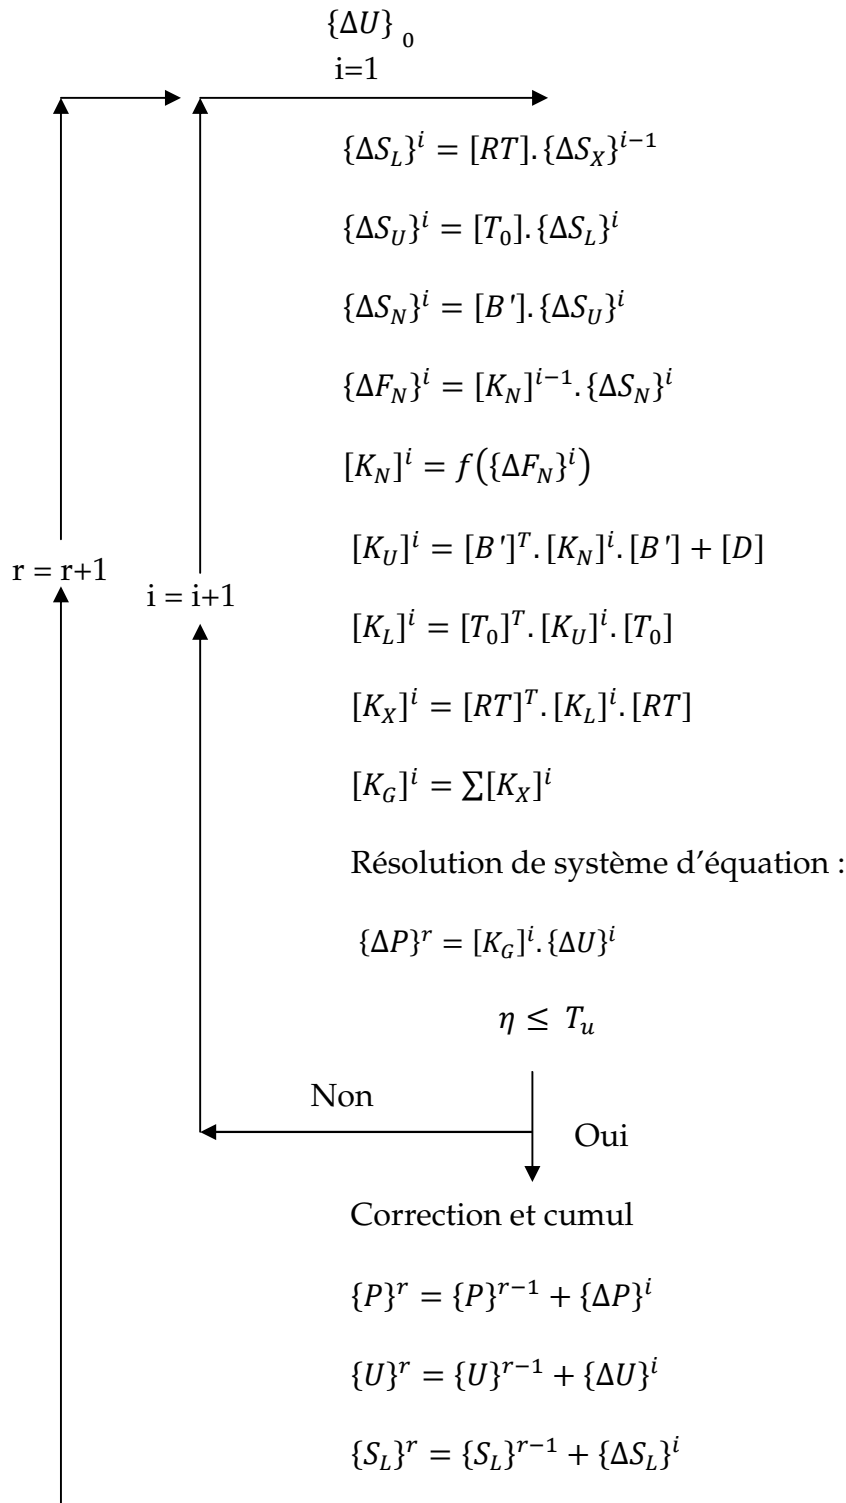 {ΔU} ₀
i=1
{ΔS_L}^i = [RT].{ΔS_X}^{i−1}
{ΔS_U}^i = [T_0].{ΔS_L}^i
{ΔS_N}^i = [B'].{ΔS_U}^i
{ΔF_N}^i = [K_N]^{i−1}.{ΔS_N}^i
[K_N]^i = f({ΔF_N}^i)
[K_U]^i = [B']^T.[K_N]^i.[B'] + [D]
r = r+1
i = i+1
[K_L]^i = [T_0]^T.[K_U]^i.[T_0]
[K_X]^i = [RT]^T.[K_L]^i.[RT]
[K_G]^i = ∑[K_X]^i
Résolution de système d’équation :
{ΔP}^r = [K_G]^i.{ΔU}^i
η ≤ T_u
Non
Oui
Correction et cumul
{P}^r = {P}^{r−1} + {ΔP}^i
{U}^r = {U}^{r−1} + {ΔU}^i
{S_L}^r = {S_L}^{r−1} + {ΔS_L}^i